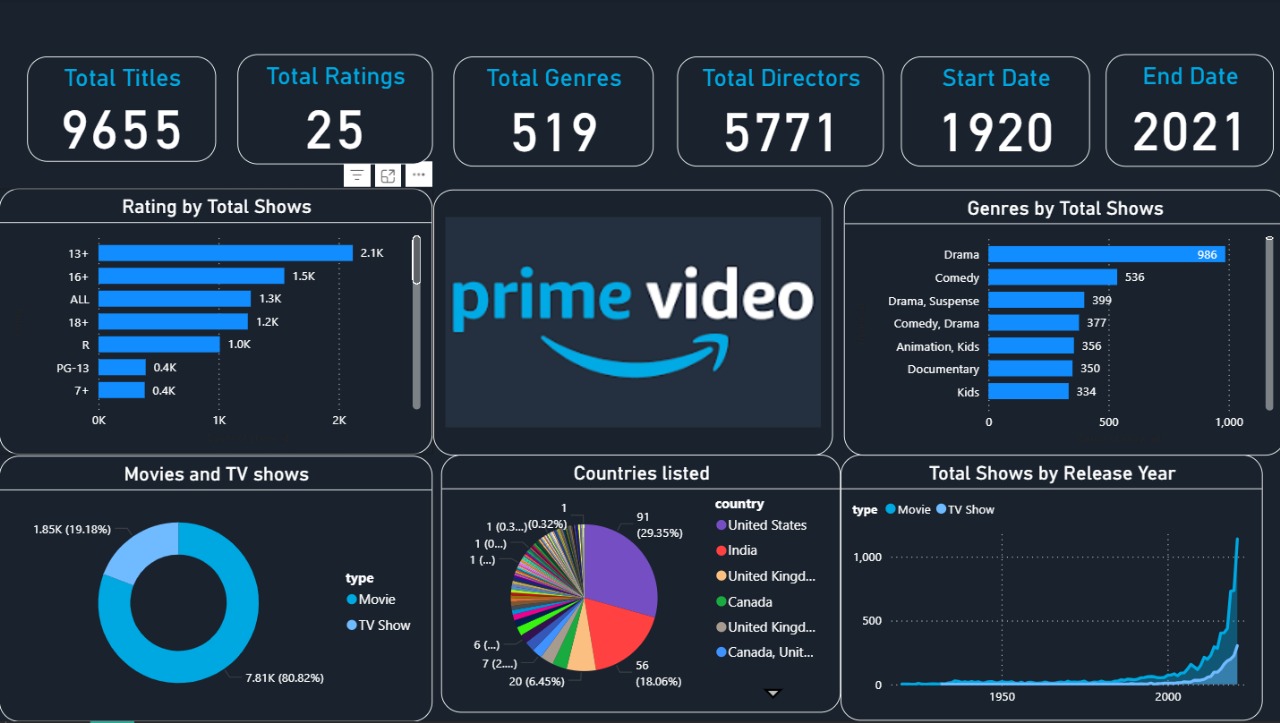 Total Titles
9655
Total Ratings
25
Total Genres
519
Total Directors
5771
Start Date
1920
End Date
2021
Rating by Total Shows
13+ 2.1K
16+ 1.5K
ALL 1.3K
18+ 1.2K
R 1.0K
PG-13 0.4K
7+ 0.4K
0K 1K 2K
prime video
Genres by Total Shows
Drama 986
Comedy 536
Drama, Suspense 399
Comedy, Drama 377
Animation, Kids 356
Documentary 350
Kids 334
0 500 1,000
Movies and TV shows
1.85K (19.18%)
7.81K (80.82%)
type
Movie
TV Show
Countries listed
1
(0.32%)
1 (0.3...)
1 (0...)
1 (...)
6 (...)
7 (2....)
20 (6.45%)
91
(29.35%)
56
(18.06%)
country
United States
India
United Kingd...
Canada
United Kingd...
Canada, Unit...
Total Shows by Release Year
type Movie TV Show
1,000
500
0
1950 2000